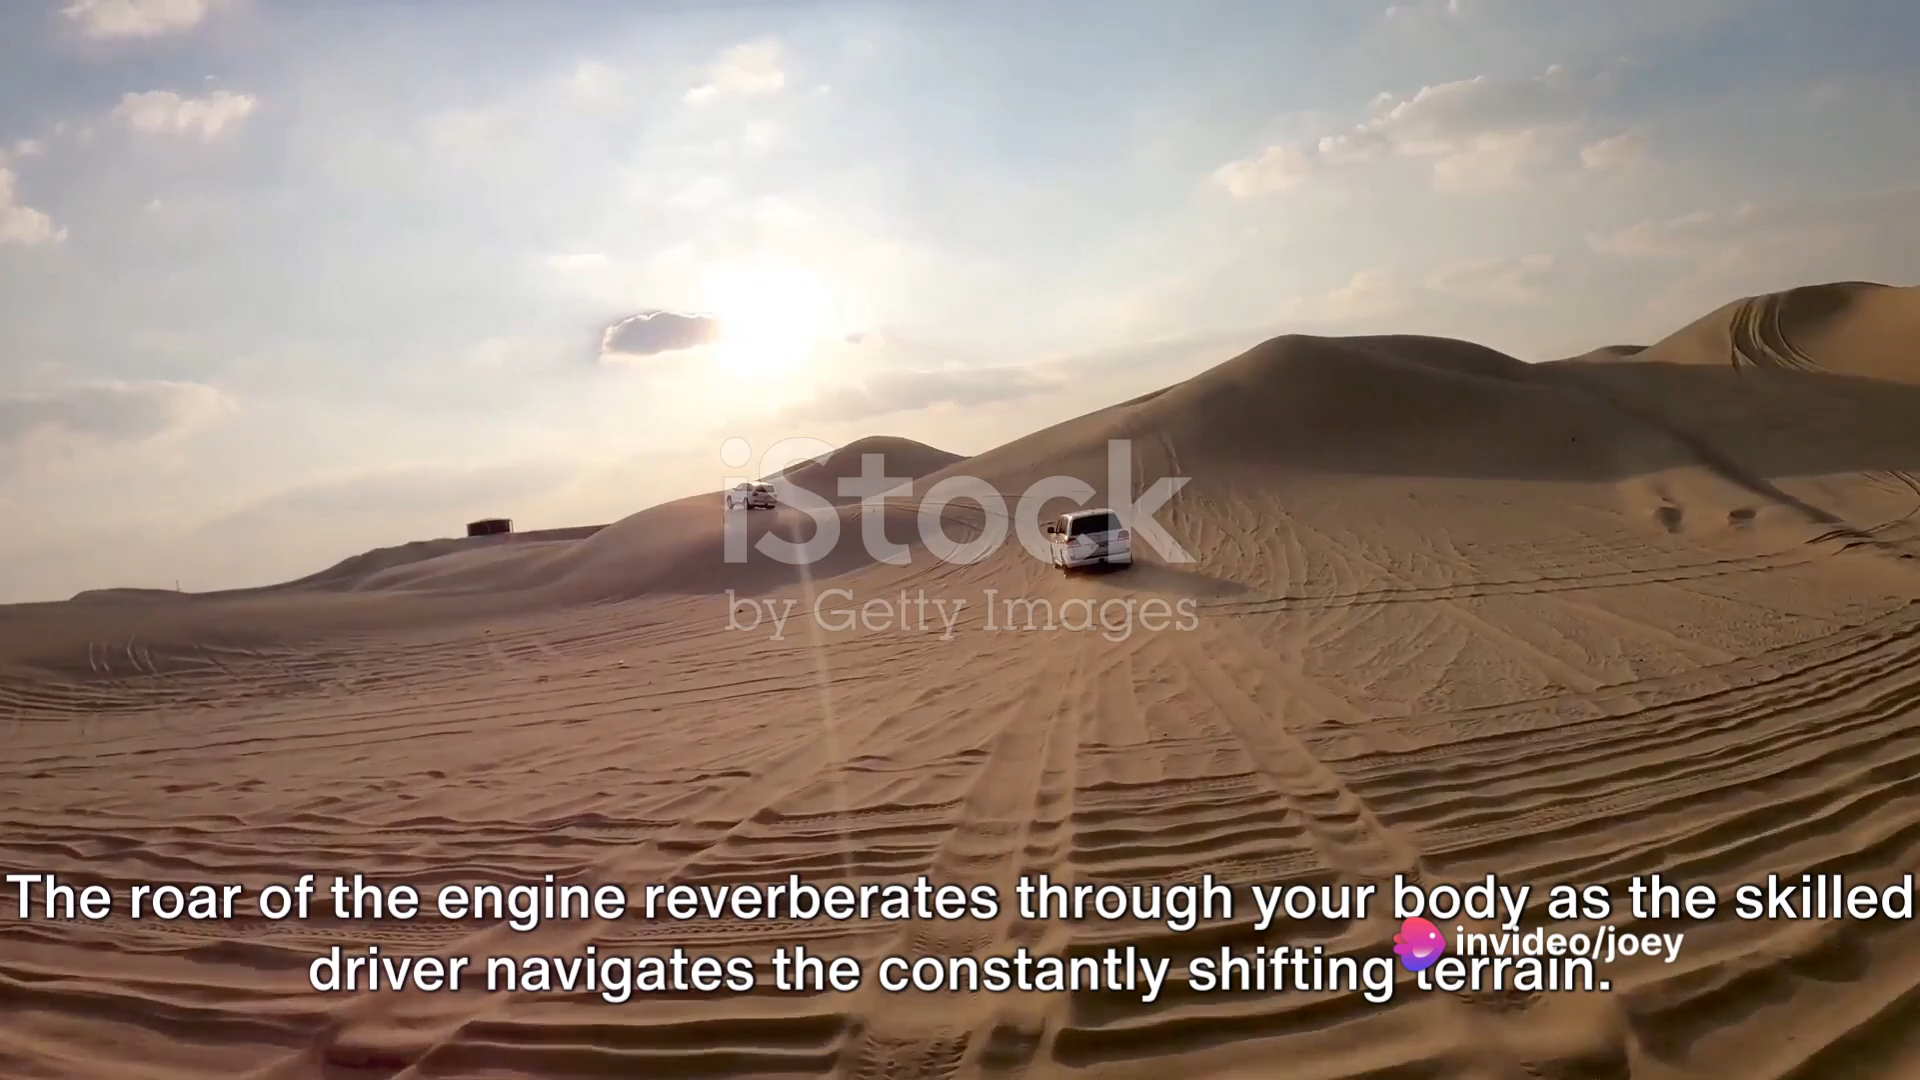 iStock
by Getty Images
The roar of the engine reverberates through your body as the skilled
driver navigates the constantly shifting terrain.
invideo/joey